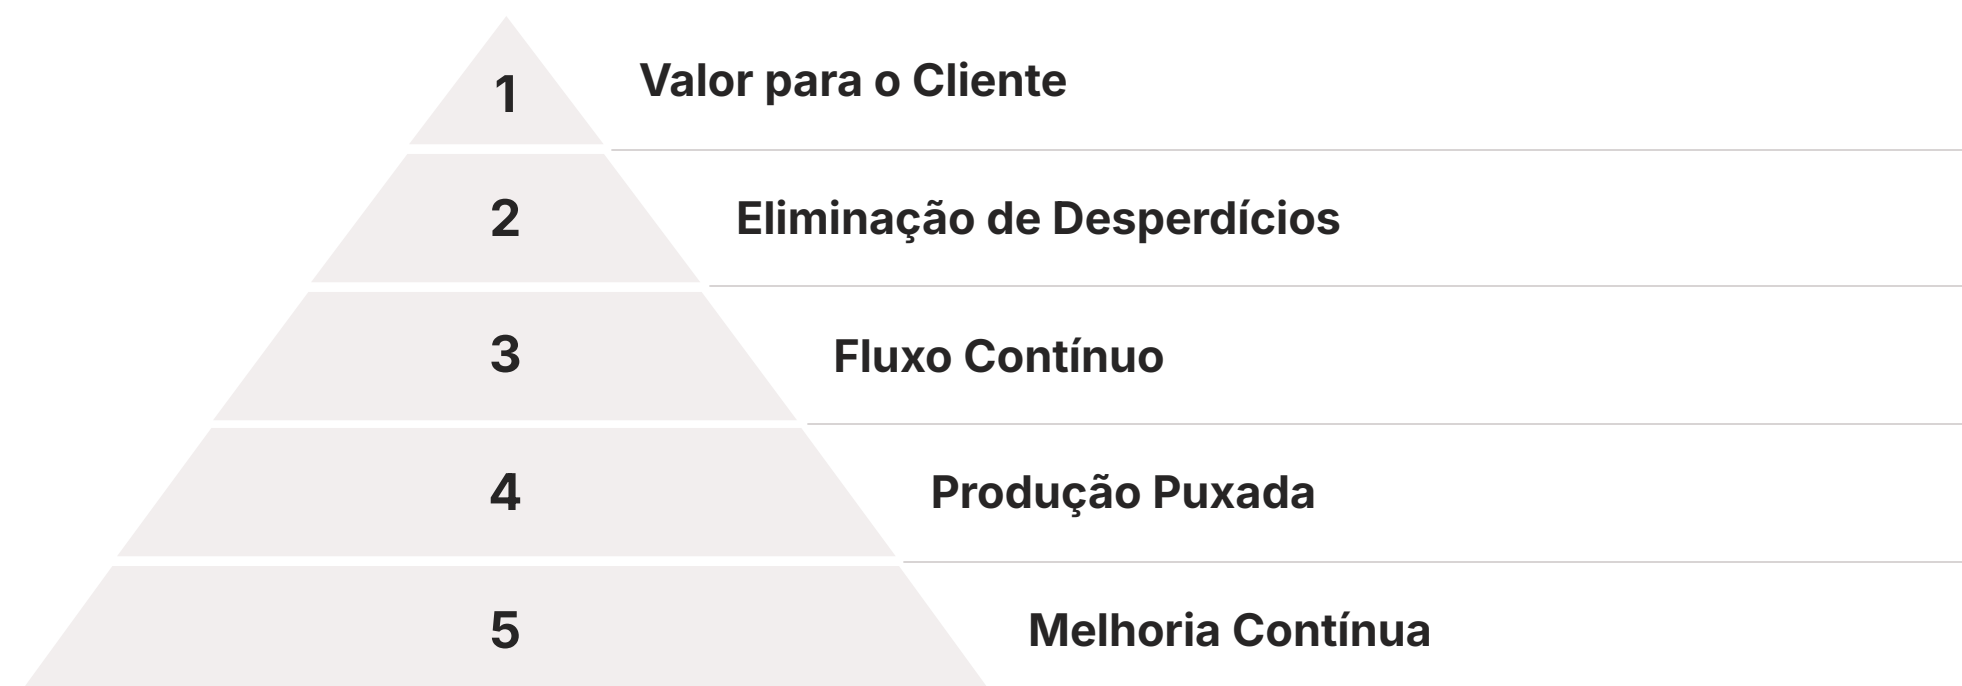 1
Valor para o Cliente
2
Eliminação de Desperdícios
3
Fluxo Contínuo
4
Produção Puxada
5
Melhoria Contínua